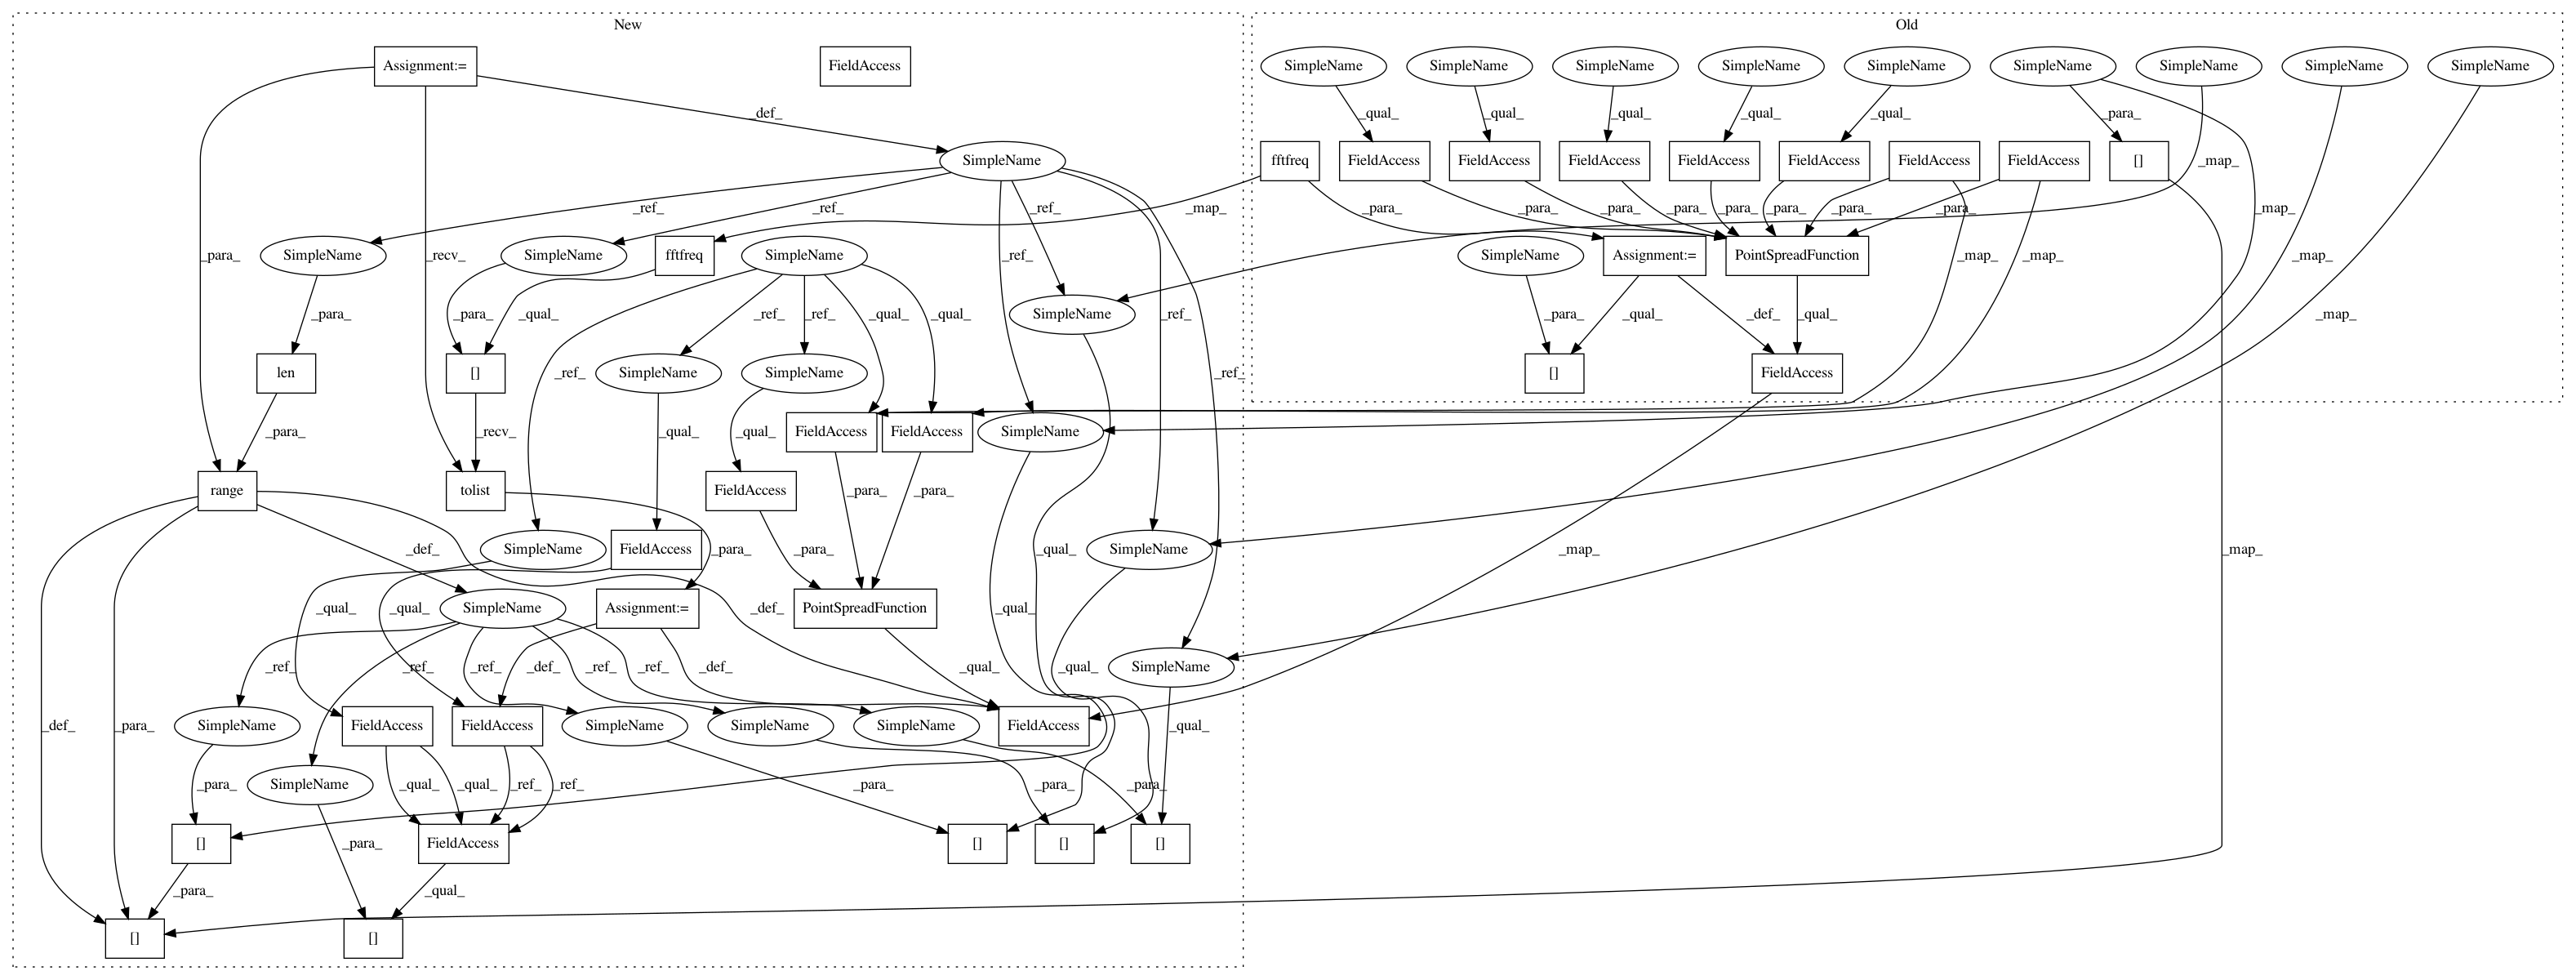 New
Old
Assignment:=
FieldAccess
SimpleName
SimpleName
SimpleName
SimpleName
SimpleName
SimpleName
SimpleName
SimpleName
SimpleName
_def_
_qual_
_qual_
_qual_
_qual_
_qual_
_para_
SimpleName
fftfreq
FieldAccess
FieldAccess
FieldAccess
FieldAccess
FieldAccess
FieldAccess
FieldAccess
[]
_map_
_ref_
_ref_
_ref_
_map_
_para_
_para_
_para_
_para_
_para_
_para_
_para_
_para_
_map_
_para_
_recv_
_ref_
SimpleName
SimpleName
fftfreq
SimpleName
SimpleName
Assignment:=
PointSpreadFunction
_map_
_map_
_map_
_ref_
_para_
_para_
_qual_
_ref_
_ref_
_qual_
_qual_
SimpleName
_para_
_qual_
_def_
_qual_
_map_
len
[]
_ref_
SimpleName
SimpleName
_ref_
[]
FieldAccess
_para_
_recv_
_qual_
_qual_
FieldAccess
FieldAccess
SimpleName
range
tolist
FieldAccess
_para_
_para_
_def_
_para_
SimpleName
FieldAccess
_para_
_qual_
SimpleName
_map_
_map_
_qual_
_qual_
_def_
_qual_
SimpleName
Assignment:=
PointSpreadFunction
_ref_
_ref_
_ref_
_def_
_ref_
_ref_
_def_
_qual_
_qual_
SimpleName
_def_
_para_
SimpleName
FieldAccess
FieldAccess
SimpleName
SimpleName
SimpleName
FieldAccess
_qual_
_para_
SimpleName
_qual_
_qual_
_ref_
_ref_
_para_
_para_
_para_
[]
_para_
FieldAccess
[]
[]
[]
_para_
_qual_
[]
[]